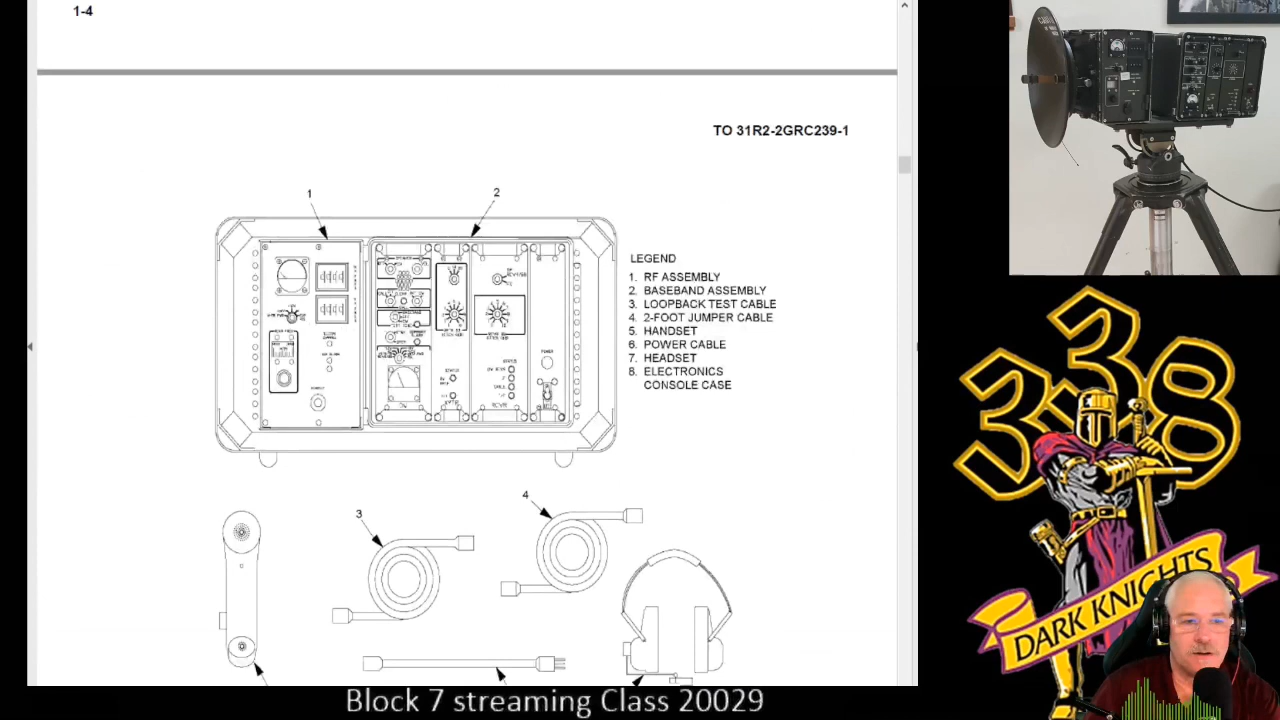 1-4
TO 31R2-2GRC239-1
1
2
LEGEND
1. RF ASSEMBLY
2. BASEBAND ASSEMBLY
3. LOOPBACK TEST CABLE
4. 2-FOOT JUMPER CABLE
5. HANDSET
6. POWER CABLE
7. HEADSET
8. ELECTRONICS
CONSOLE CASE
POWER
3
4
338
DARK KNIGHTS
Block 7 streaming Class 20029